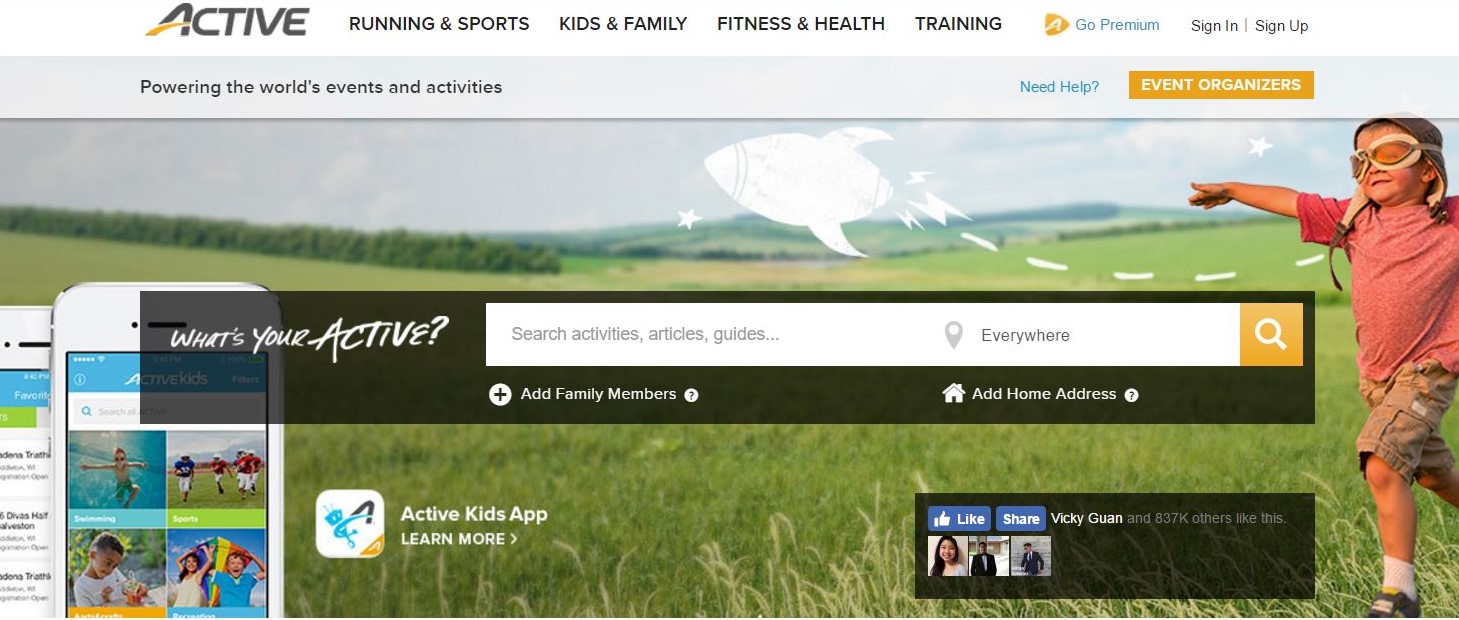 ACTIVE
RUNNING & SPORTS
KIDS & FAMILY
FITNESS & HEALTH
TRAINING
Go Premium
Sign In | Sign Up
Powering the world's events and activities
Need Help?
EVENT ORGANIZERS
WHAT'S YOUR ACTIVE?
Search activities, articles, guides...
Everywhere
Add Family Members ?
Add Home Address ?
9:42 PM
ACTIVEkids
Filters
Search all ACTIVE
Swimming
Sports
Arts&crafts
Recreation
Active Kids App
LEARN MORE >
Like
Share
Vicky Guan and 837K others like this.